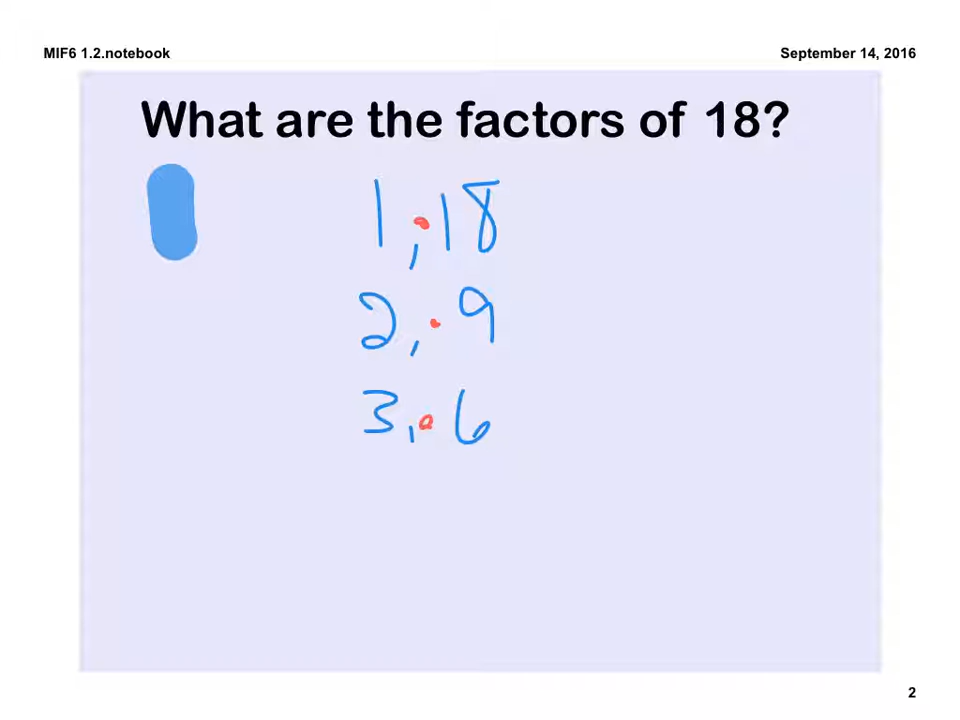 MIF6 1.2.notebook
September 14, 2016
What are the factors of 18?
1,·18
2,·9
3,·6
2